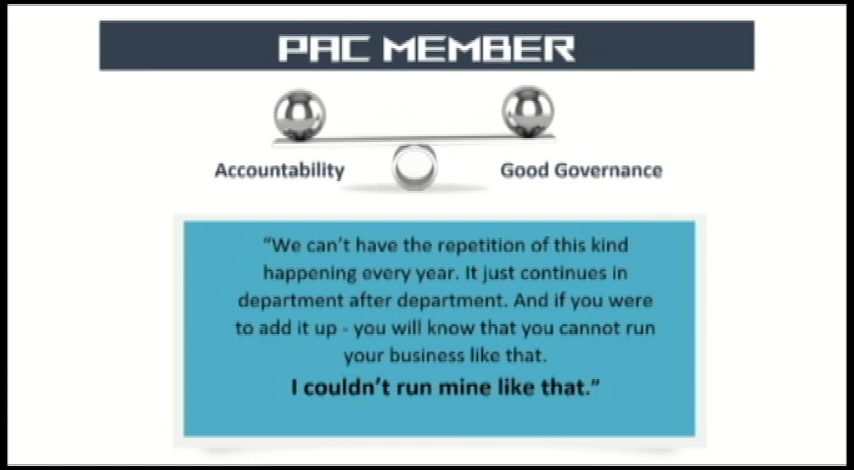 PAC MEMBER
Accountability
Good Governance
“We can’t have the repetition of this kind
happening every year. It just continues in
department after department. And if you were
to add it up - you will know that you cannot run
your business like that.
I couldn’t run mine like that.”